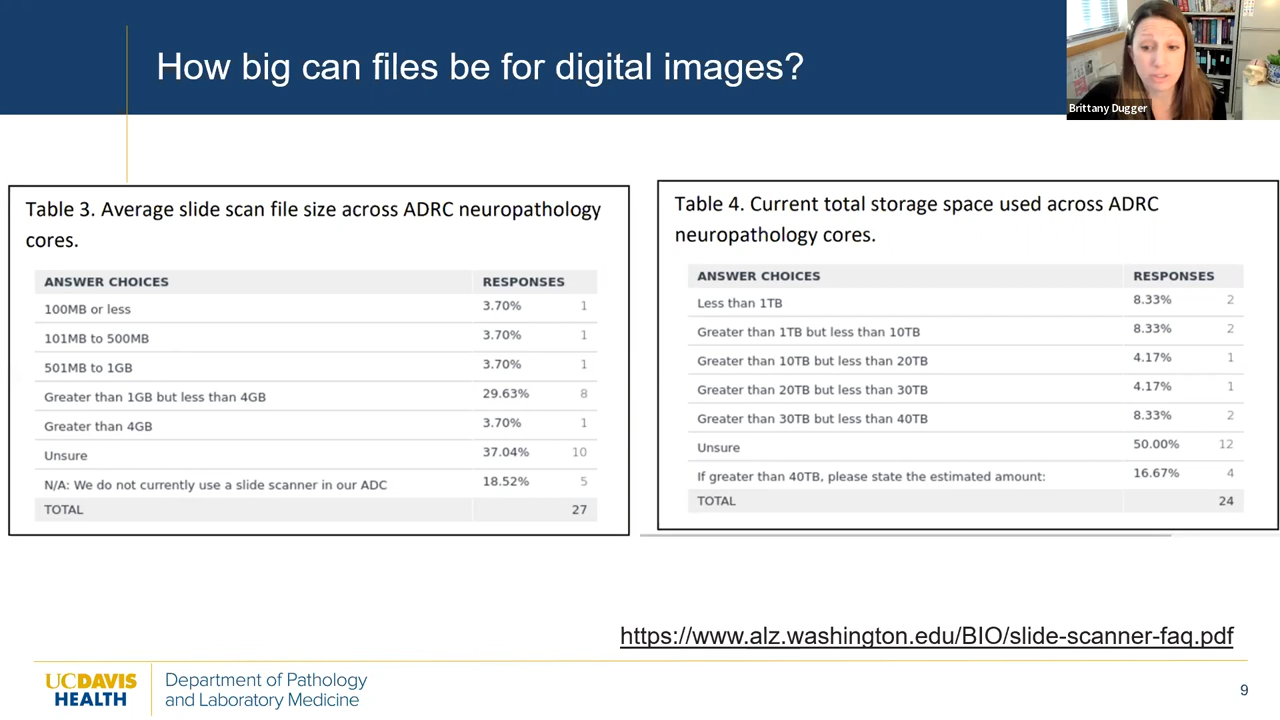 How big can files be for digital images?
Brittany Dugger
Table 3. Average slide scan file size across ADRC neuropathology
cores.
ANSWER CHOICES RESPONSES
100MB or less 3.70% 1
101MB to 500MB 3.70% 1
501MB to 1GB 3.70% 1
Greater than 1GB but less than 4GB 29.63% 8
Greater than 4GB 3.70% 1
Unsure 37.04% 10
N/A: We do not currently use a slide scanner in our ADC 18.52% 5
TOTAL 27
Table 4. Current total storage space used across ADRC
neuropathology cores.
ANSWER CHOICES RESPONSES
Less than 1TB 8.33% 2
Greater than 1TB but less than 10TB 8.33% 2
Greater than 10TB but less than 20TB 4.17% 1
Greater than 20TB but less than 30TB 4.17% 1
Greater than 30TB but less than 40TB 8.33% 2
Unsure 50.00% 12
If greater than 40TB, please state the estimated amount: 16.67% 4
TOTAL 24
https://www.alz.washington.edu/BIO/slide-scanner-faq.pdf
UCDAVIS
HEALTH
Department of Pathology
and Laboratory Medicine
9